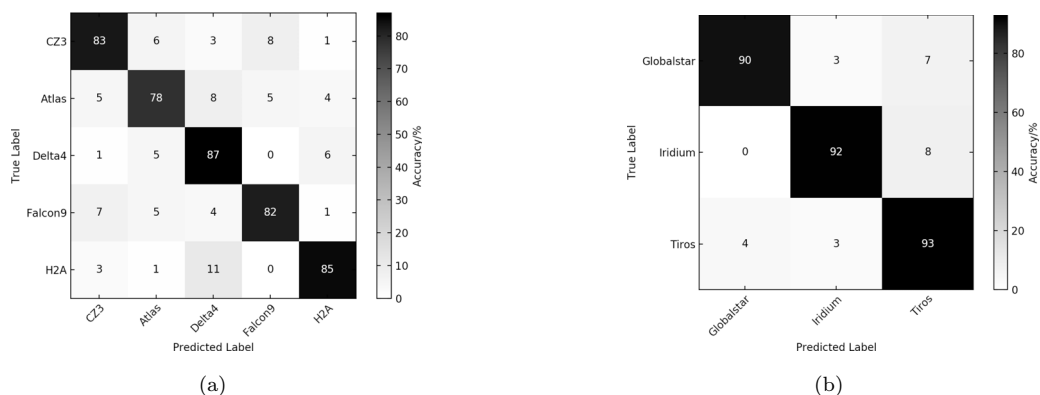 CZ3 83 6 3 8 1
Atlas 5 78 8 5 4
Delta4 1 5 87 0 6
Falcon9 7 5 4 82 1
H2A 3 1 11 0 85
CZ3 Atlas Delta4 Falcon9 H2A
Predicted Label
True Label
80
70
60
50
40
30
20
10
0
Accuracy/%
(a)
Globalstar 90 3 7
Iridium 0 92 8
Tiros 4 3 93
Globalstar Iridium Tiros
Predicted Label
True Label
80
60
40
20
0
Accuracy/%
(b)